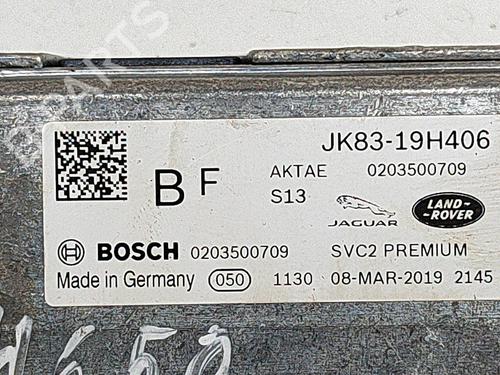 JK83-19H406
B F
AKTAE 0203500709
S13
JAGUAR
LAND-
-ROVER
BOSCH 0203500709 SVC2 PREMIUM
Made in Germany 050 1130 08-MAR-2019 2145